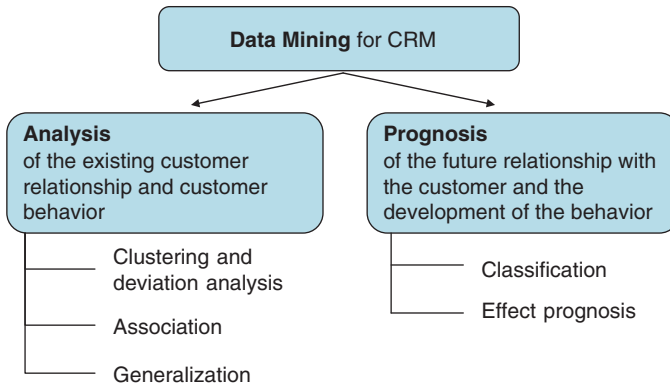 Data Mining for CRM
Analysis
of the existing customer
relationship and customer
behavior
Clustering and
deviation analysis
Association
Generalization
Prognosis
of the future relationship with
the customer and the
development of the behavior
Classification
Effect prognosis